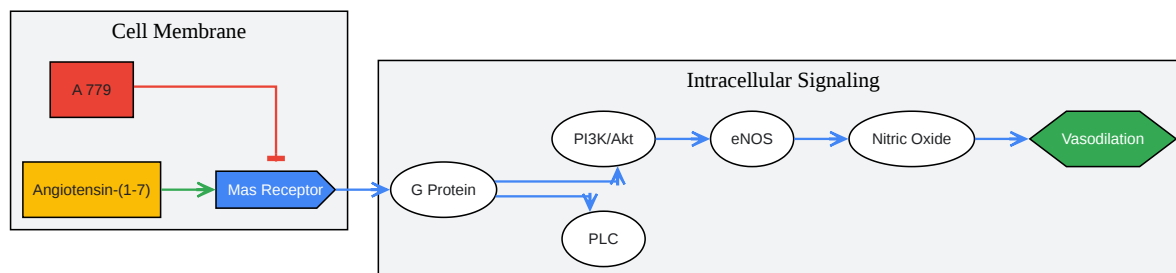 Cell Membrane
A 779
Angiotensin-(1-7)
Mas Receptor
Intracellular Signaling
G Protein
PI3K/Akt
PLC
eNOS
Nitric Oxide
Vasodilation